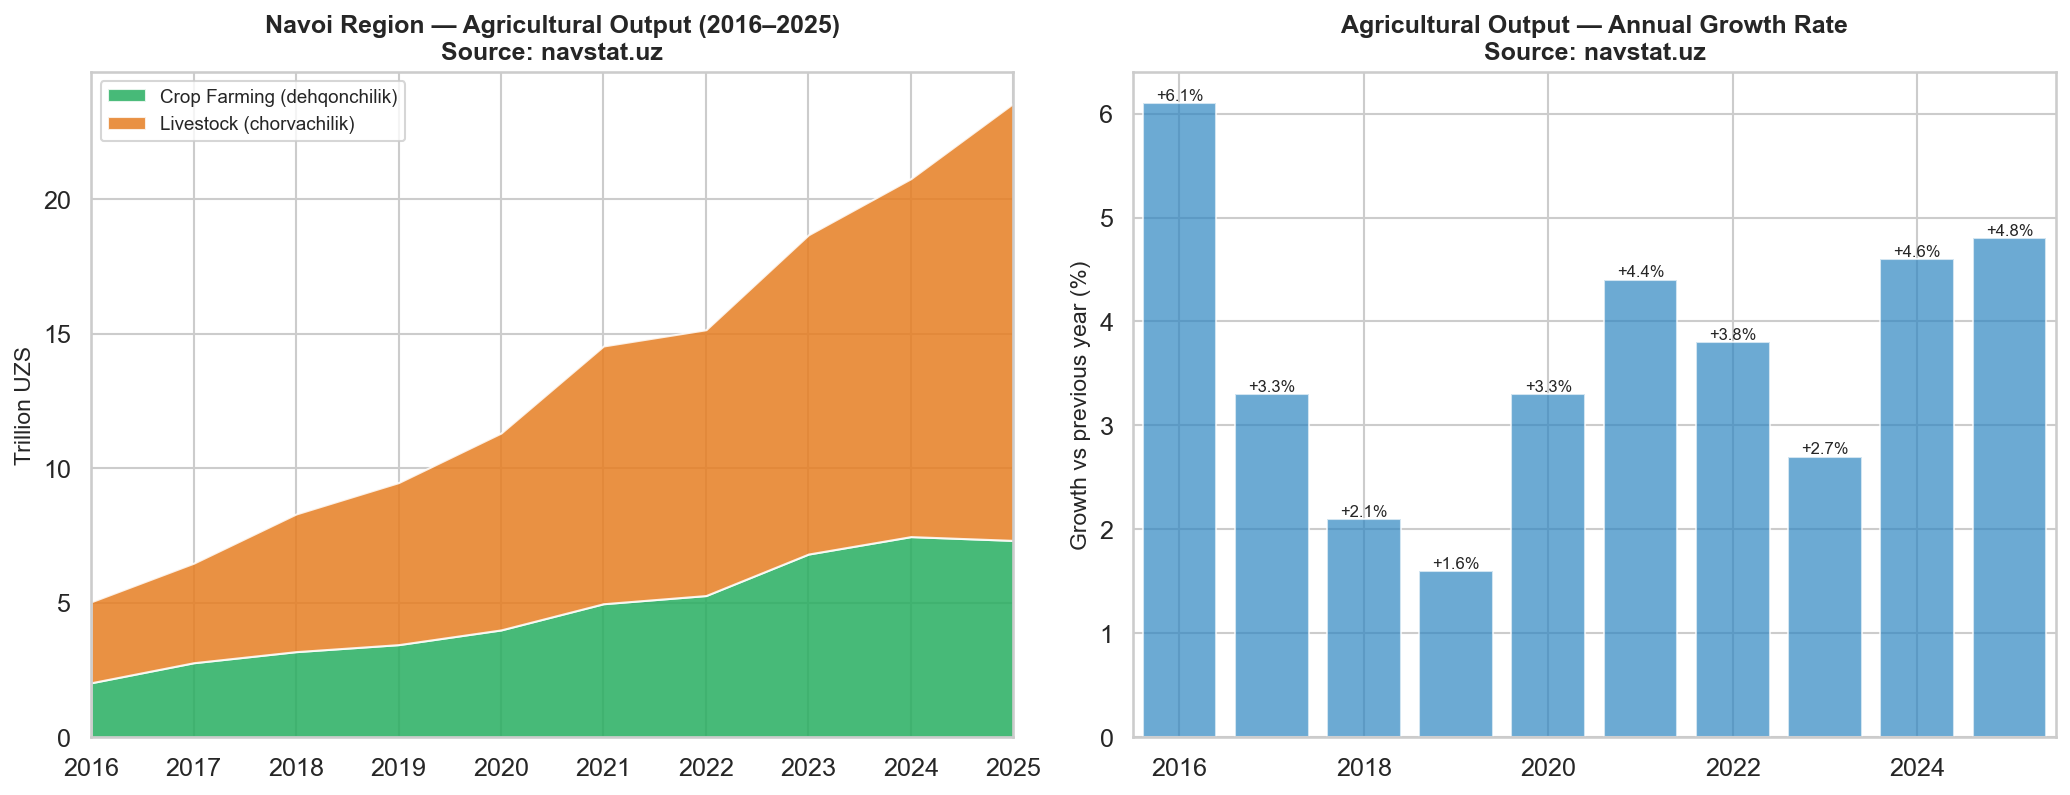 Navoi Region — Agricultural Output (2016–2025)
Source: navstat.uz
Crop Farming (dehqonchilik)
Livestock (chorvachilik)
Trillion UZS
20
15
10
5
0
2016 2017 2018 2019 2020 2021 2022 2023 2024 2025
Agricultural Output — Annual Growth Rate
Source: navstat.uz
Growth vs previous year (%)
6
5
4
3
2
1
0
+6.1%
+3.3%
+2.1%
+1.6%
+3.3%
+4.4%
+3.8%
+2.7%
+4.6%
+4.8%
2016 2018 2020 2022 2024